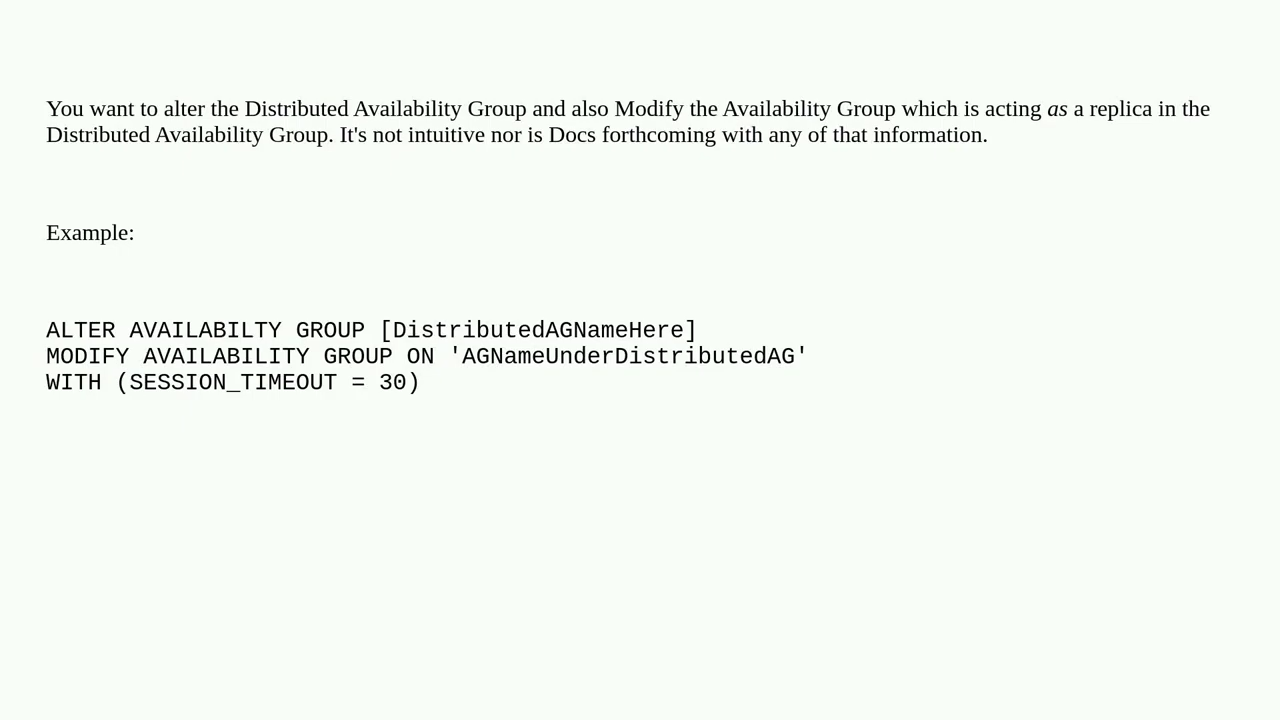 You want to alter the Distributed Availability Group and also Modify the Availability Group which is acting as a replica in the
Distributed Availability Group. It's not intuitive nor is Docs forthcoming with any of that information.
Example:
ALTER AVAILABILTY GROUP [DistributedAGNameHere]
MODIFY AVAILABILITY GROUP ON 'AGNameUnderDistributedAG'
WITH (SESSION_TIMEOUT = 30)